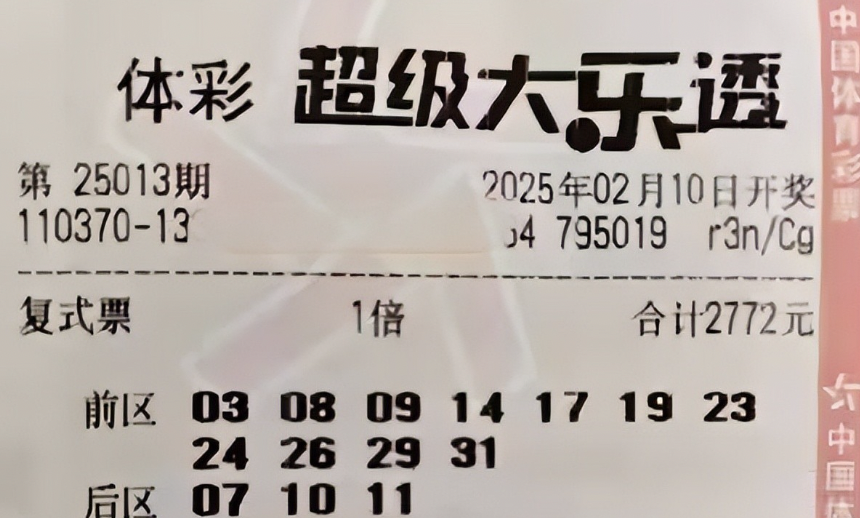 体彩 超级大乐透
第 25013期 2025年02月10日开奖
110370-13 4 795019 r3n/Cg
复式票 1倍 合计2772元
前区 03 08 09 14 17 19 23
24 26 29 31
后区 07 10 11
中国体育彩票
中国体